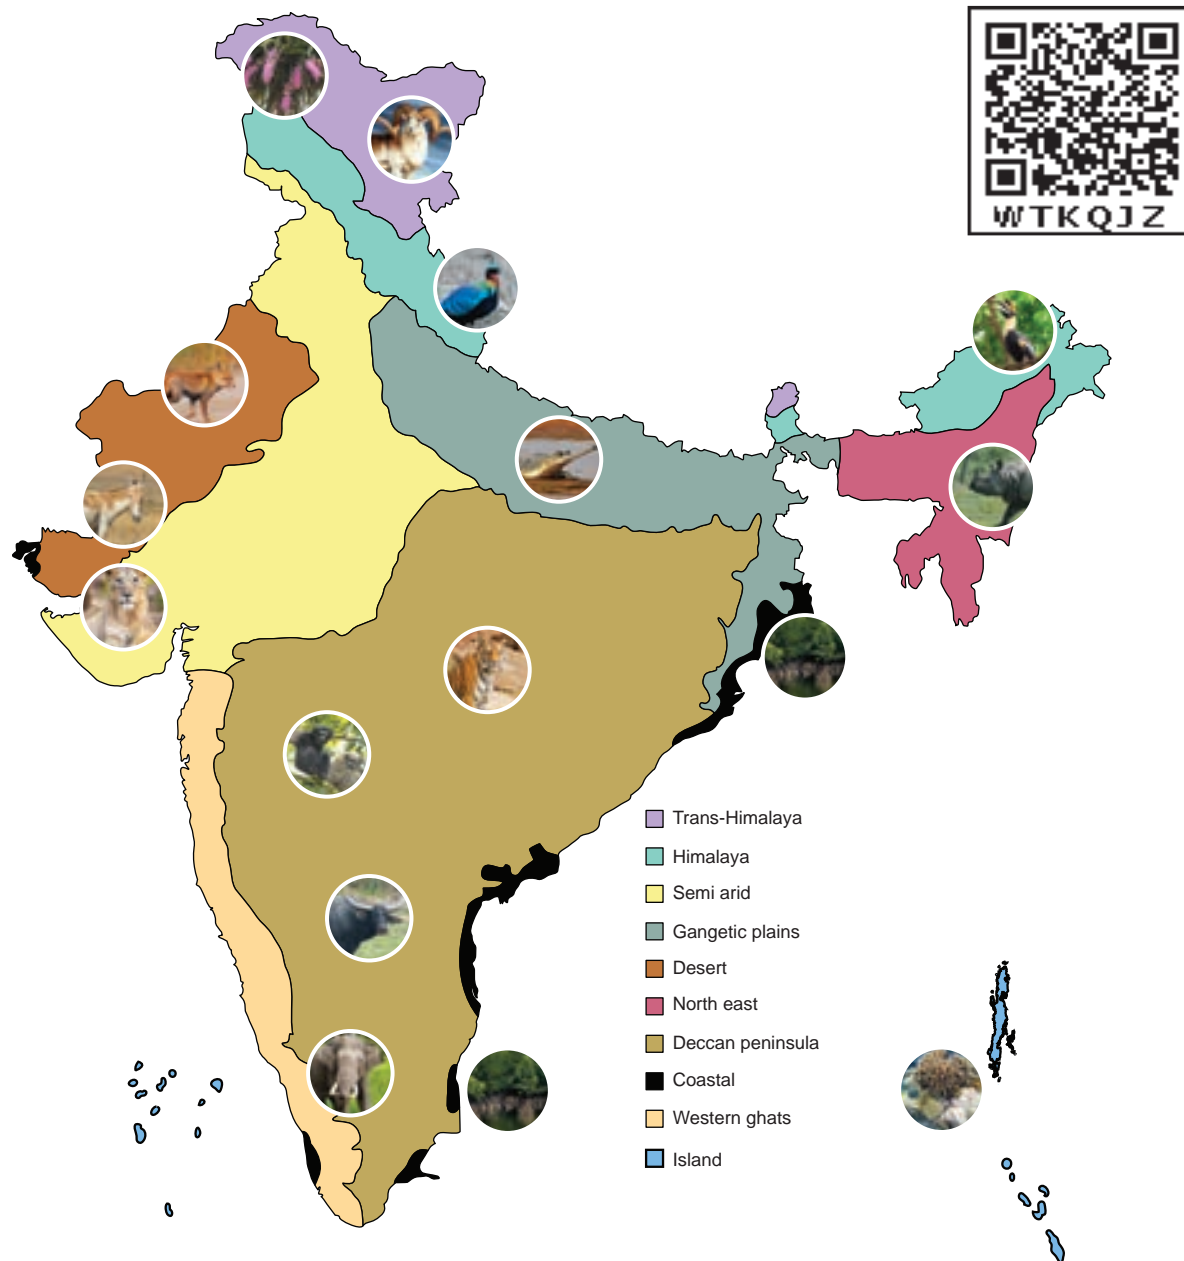 WTKQJZ
Trans-Himalaya
Himalaya
Semi arid
Gangetic plains
Desert
North east
Deccan peninsula
Coastal
Western ghats
Island